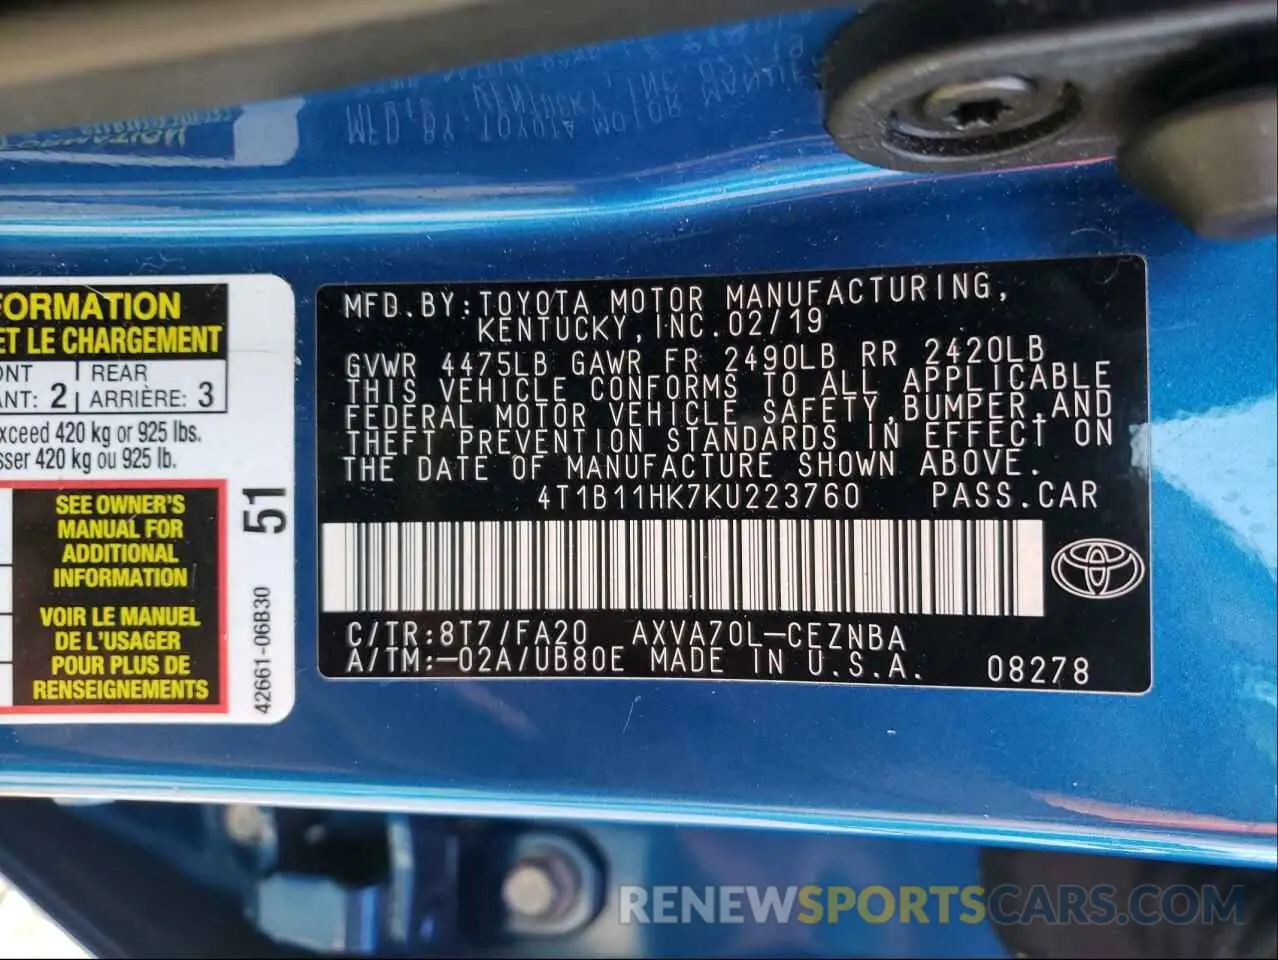 FORMATION
ET LE CHARGEMENT
REAR
ANT: 2 ARRIÈRE: 3
xceed 420 kg or 925 lbs.
sser 420 kg ou 925 lb.
SEE OWNER'S
MANUAL FOR
ADDITIONAL
INFORMATION
VOIR LE MANUEL
DE L'USAGER
POUR PLUS DE
RENSEIGNEMENTS
51
42661-06B30
MFD.BY:TOYOTA MOTOR MANUFACTURING,
KENTUCKY,INC.02/19
GVWR 4475LB GAWR FR 2490LB RR 2420LB
THIS VEHICLE CONFORMS TO ALL APPLICABLE
FEDERAL MOTOR VEHICLE SAFETY,BUMPER,AND
THEFT PREVENTION STANDARDS IN EFFECT ON
THE DATE OF MANUFACTURE SHOWN ABOVE.
4T1B11HK7KU223760 PASS.CAR
C/TR:8T7/FA20 AXVA70L-CEZNBA
A/TM:-02A/UB80E MADE IN U.S.A. 08278
RENEWSPORTSCARS.COM